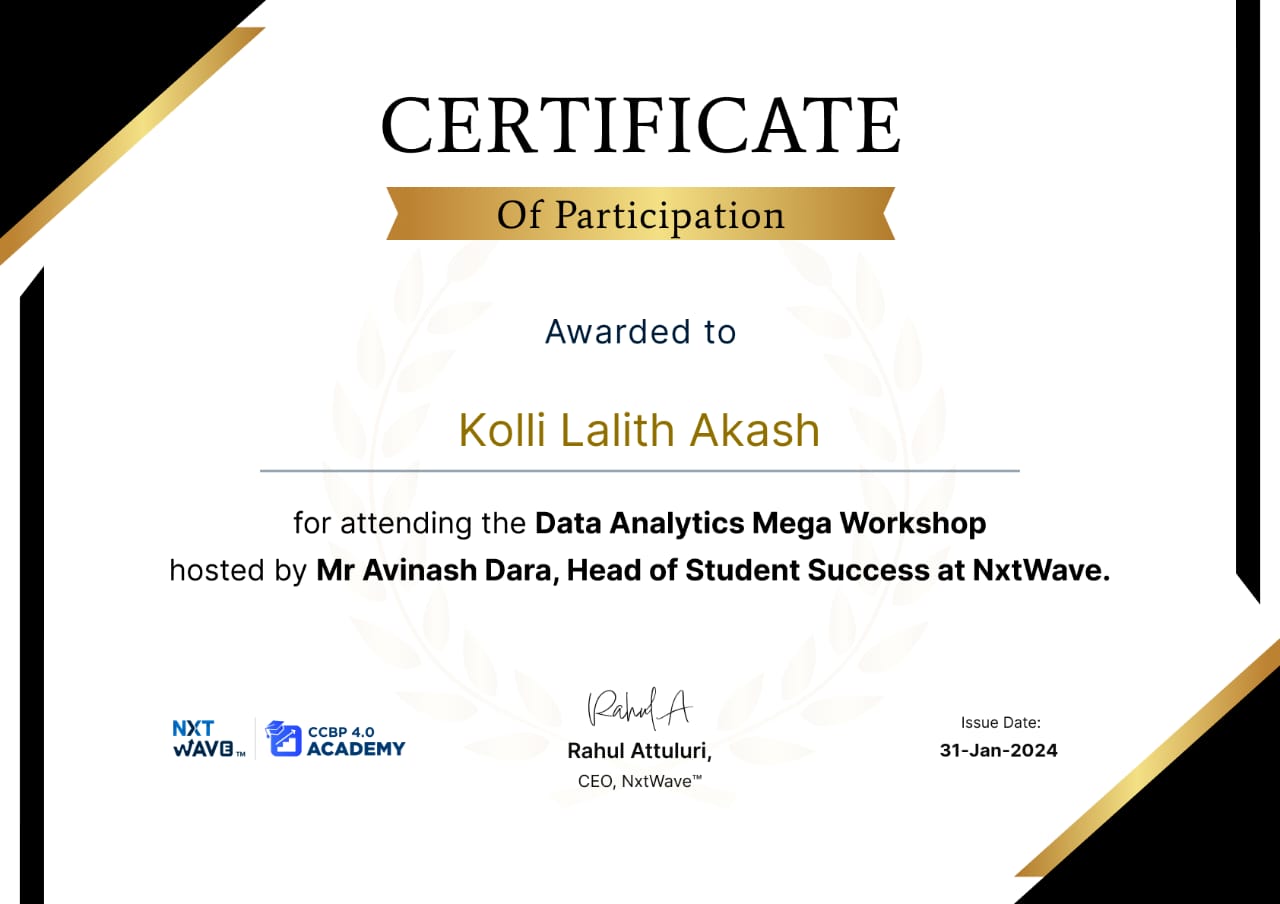 CERTIFICATE
Of Participation
Awarded to
Kolli Lalith Akash
for attending the Data Analytics Mega Workshop
hosted by Mr Avinash Dara, Head of Student Success at NxtWave.
NXT
WAVE™
CCBP 4.0
ACADEMY
Rahul A
Rahul Attuluri,
CEO, NxtWave™
Issue Date:
31-Jan-2024